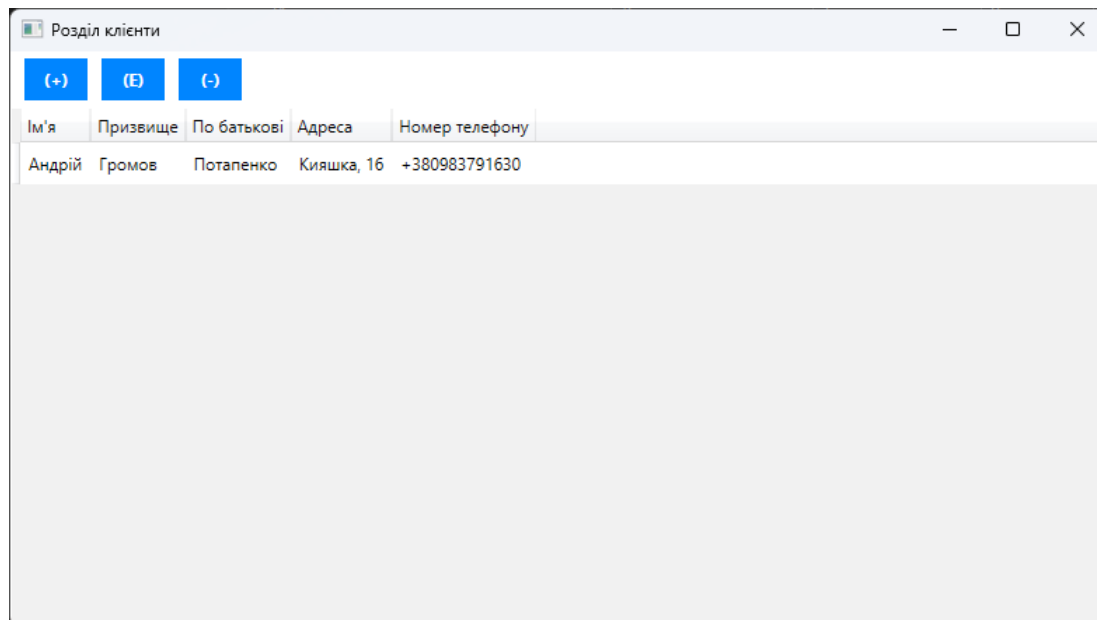 Розділ клієнти
(+) (E) (-)
Ім'я Призвище По батькові Адреса Номер телефону
Андрій Громов Потапенко Кияшка, 16 +380983791630